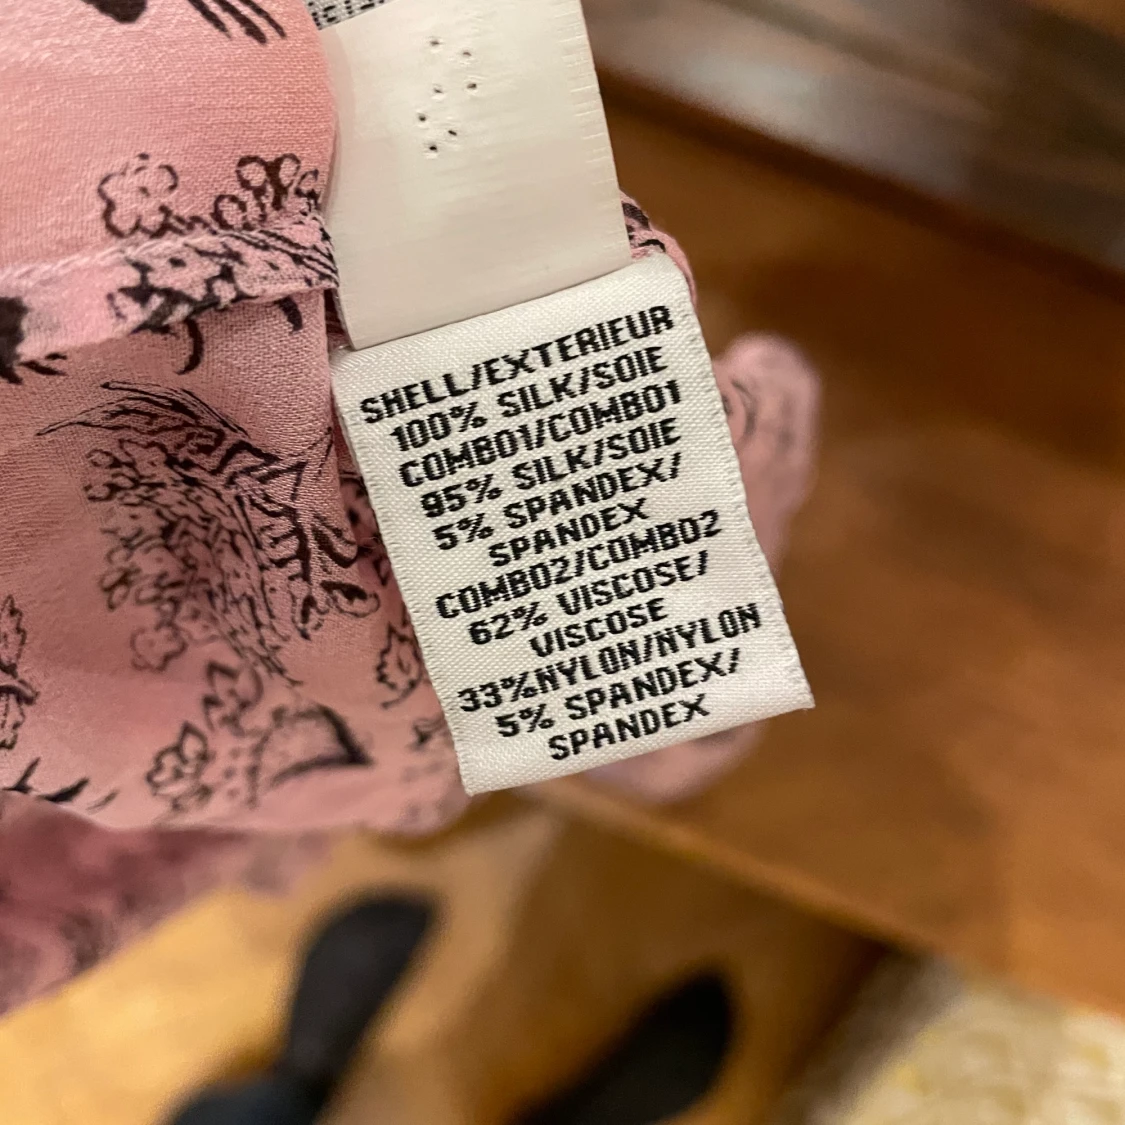 SHELL/EXTERIEUR
100% SILK/SOIE
COMBO1/COMBO1
95% SILK/SOIE
5% SPANDEX/
SPANDEX
COMBO2/COMBO2
62% VISCOSE/
VISCOSE
33%NYLON/NYLON
5% SPANDEX/
SPANDEX